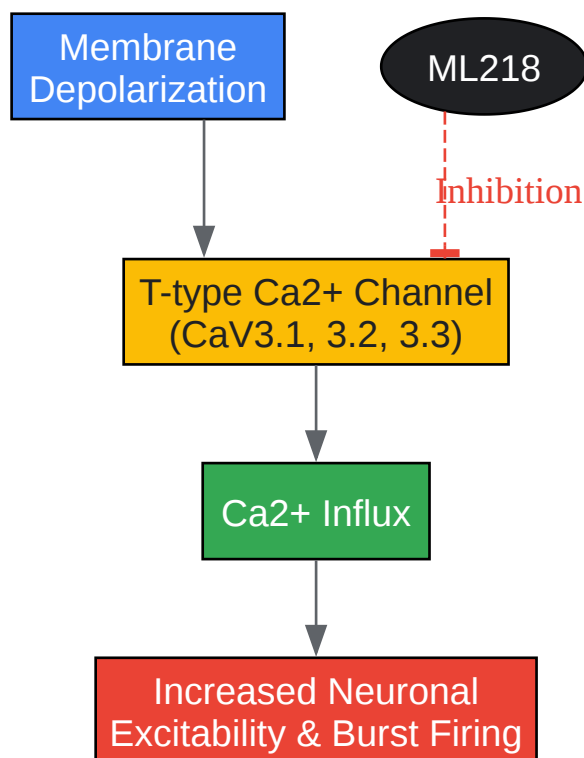 Membrane
Depolarization
ML218
Inhibition
T-type Ca2+ Channel
(CaV3.1, 3.2, 3.3)
Ca2+ Influx
Increased Neuronal
Excitability & Burst Firing